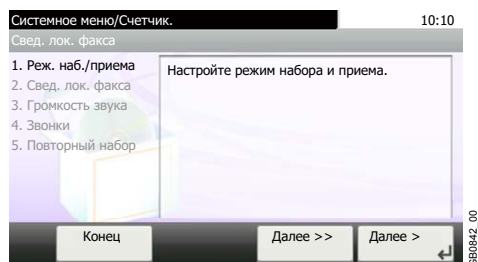 Системное меню/Счетчик.
10:10
Свед. лок. факса
1. Реж. наб./приема
2. Свед. лок. факса
3. Громкость звука
4. Звонки
5. Повторный набор
Настройте режим набора и приема.
Конец
Далее >>
Далее >
GB0842_00